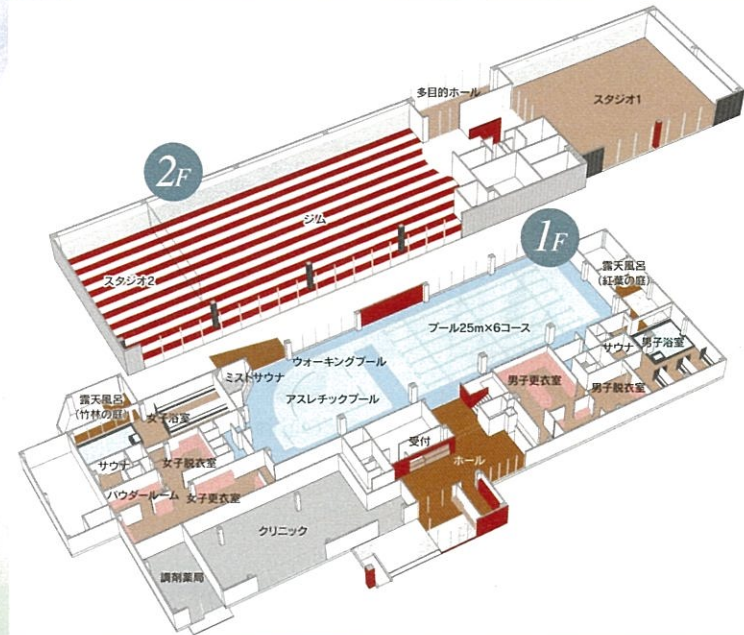 多目的ホール
スタジオ1
2F
ジム
スタジオ2
1F
露天風呂
(紅葉の庭)
プール25m×6コース
サウナ
男子浴室
ウォーキングプール
ミストサウナ
アスレチックプール
男子更衣室
男子脱衣室
露天風呂
(竹林の庭)
女子浴室
受付
ホール
サウナ
女子脱衣室
パウダールーム
女子更衣室
クリニック
調剤薬局